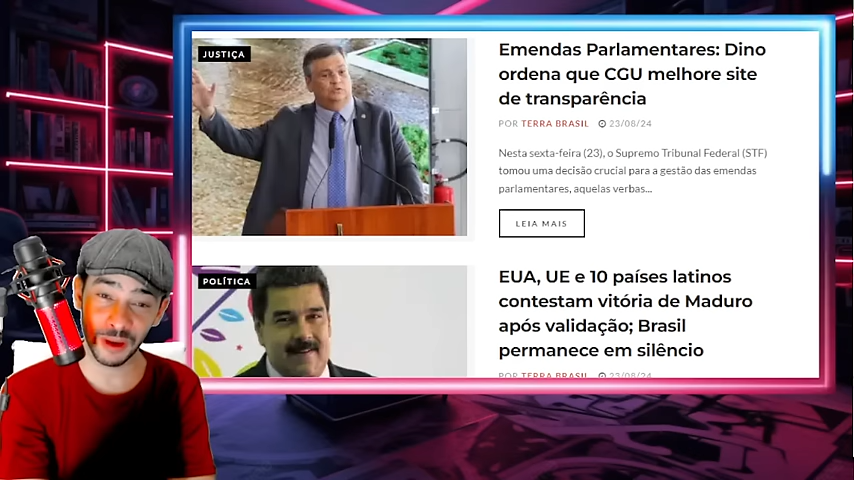 JUSTIÇA
Emendas Parlamentares: Dino
ordena que CGU melhore site
de transparência
POR TERRA BRASIL 23/08/24
Nesta sexta-feira (23), o Supremo Tribunal Federal (STF)
tomou uma decisão crucial para a gestão das emendas
parlamentares, aquelas verbas...
LEIA MAIS
POLÍTICA
EUA, UE e 10 países latinos
contestam vitória de Maduro
após validação; Brasil
permanece em silêncio
POR TERRA BRASIL 23/08/24